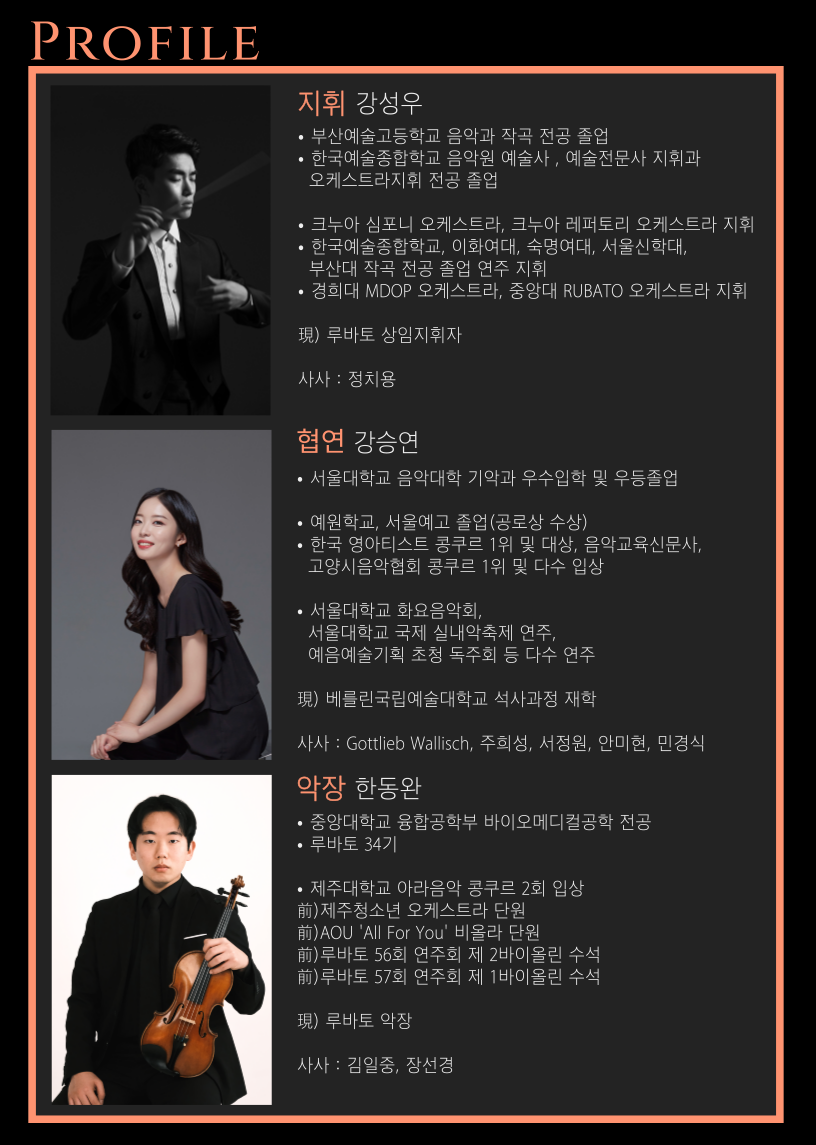 PROFILE
지휘 강성우
• 부산예술고등학교 음악과 작곡 전공 졸업
• 한국예술종합학교 음악원 예술사 , 예술전문사 지휘과
오케스트라지휘 전공 졸업
• 크누아 심포니 오케스트라, 크누아 레퍼토리 오케스트라 지휘
• 한국예술종합학교, 이화여대, 숙명여대, 서울신학대,
부산대 작곡 전공 졸업 연주 지휘
• 경희대 MDOP 오케스트라, 중앙대 RUBATO 오케스트라 지휘
現) 루바토 상임지휘자
사사 : 정치용
협연 강승연
• 서울대학교 음악대학 기악과 우수입학 및 우등졸업
• 예원학교, 서울예고 졸업(공로상 수상)
• 한국 영아티스트 콩쿠르 1위 및 대상, 음악교육신문사,
고양시음악협회 콩쿠르 1위 및 다수 입상
• 서울대학교 화요음악회,
서울대학교 국제 실내악축제 연주,
예음예술기획 초청 독주회 등 다수 연주
現) 베를린국립예술대학교 석사과정 재학
사사 : Gottlieb Wallisch, 주희성, 서정원, 안미현, 민경식
악장 한동완
• 중앙대학교 융합공학부 바이오메디컬공학 전공
• 루바토 34기
• 제주대학교 아라음악 콩쿠르 2회 입상
前)제주청소년 오케스트라 단원
前)AOU 'All For You' 비올라 단원
前)루바토 56회 연주회 제 2바이올린 수석
前)루바토 57회 연주회 제 1바이올린 수석
現) 루바토 악장
사사 : 김일중, 장선경